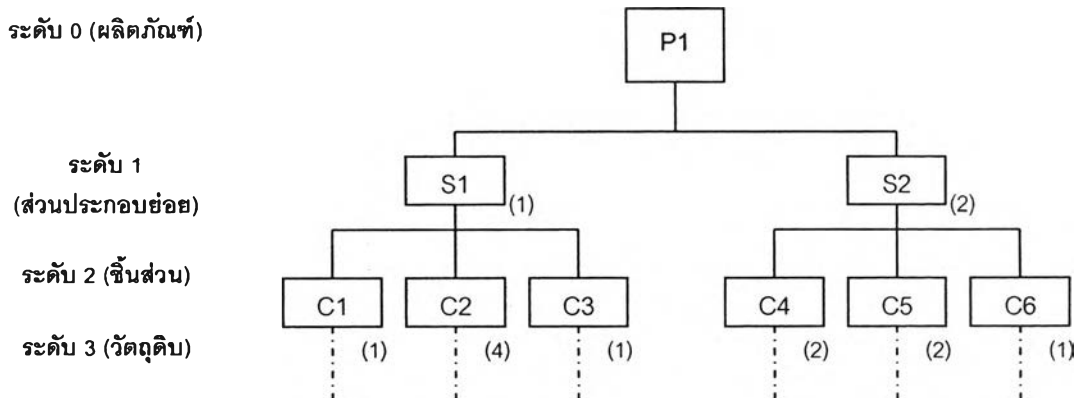 ระดับ 0 (ผลิตภัณฑ์)
P1
ระดับ 1
(ส่วนประกอบย่อย)
S1
(1)
S2
(2)
ระดับ 2 (ชิ้นส่วน)
C1
C2
C3
C4
C5
C6
ระดับ 3 (วัตถุดิบ)
(1)
(4)
(1)
(2)
(2)
(1)